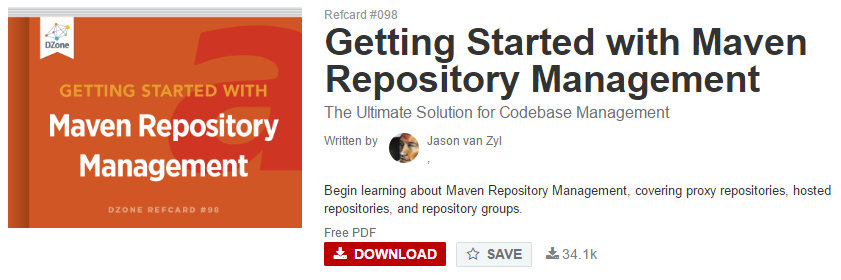 DZone
GETTING STARTED WITH
Maven Repository
Management
DZONE REFCARD #98
Refcard #098
Getting Started with Maven
Repository Management
The Ultimate Solution for Codebase Management
Written by
Jason van Zyl
,
Begin learning about Maven Repository Management, covering proxy repositories, hosted
repositories, and repository groups.
Free PDF
DOWNLOAD
SAVE
34.1k